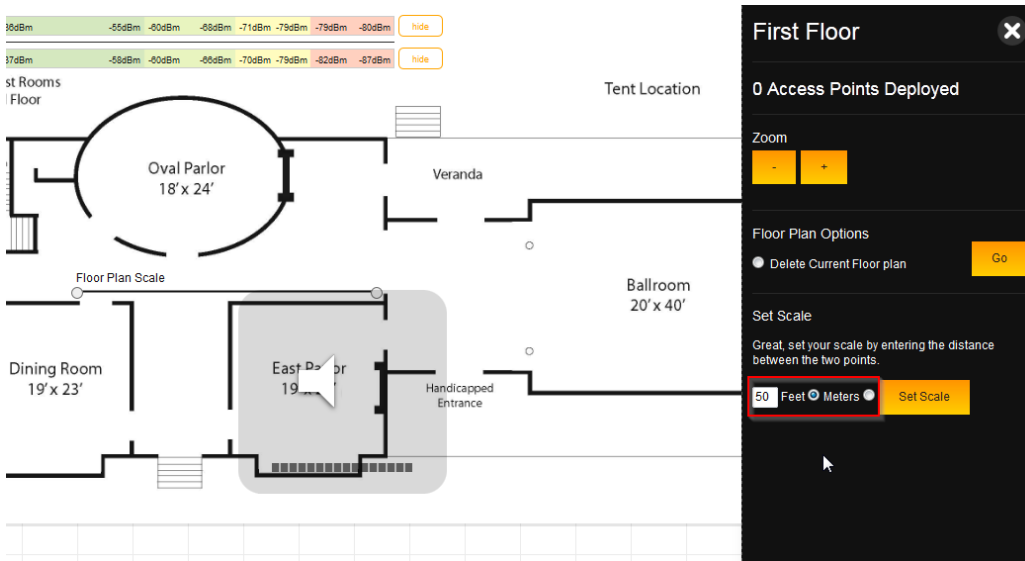 -55dBm -60dBm -68dBm -71dBm -79dBm -79dBm -80dBm hide
-58dBm -60dBm -66dBm -70dBm -79dBm -82dBm -87dBm hide
Rooms
Floor
Tent Location
Oval Parlor
18' x 24'
Veranda
Floor Plan Scale
Ballroom
20' x 40'
Dining Room
19' x 23'
East
19'
Handicapped
Entrance
First Floor
0 Access Points Deployed
Zoom
- +
Floor Plan Options
Delete Current Floor plan
Go
Set Scale
Great, set your scale by entering the distance
between the two points.
50 Feet Meters Set Scale